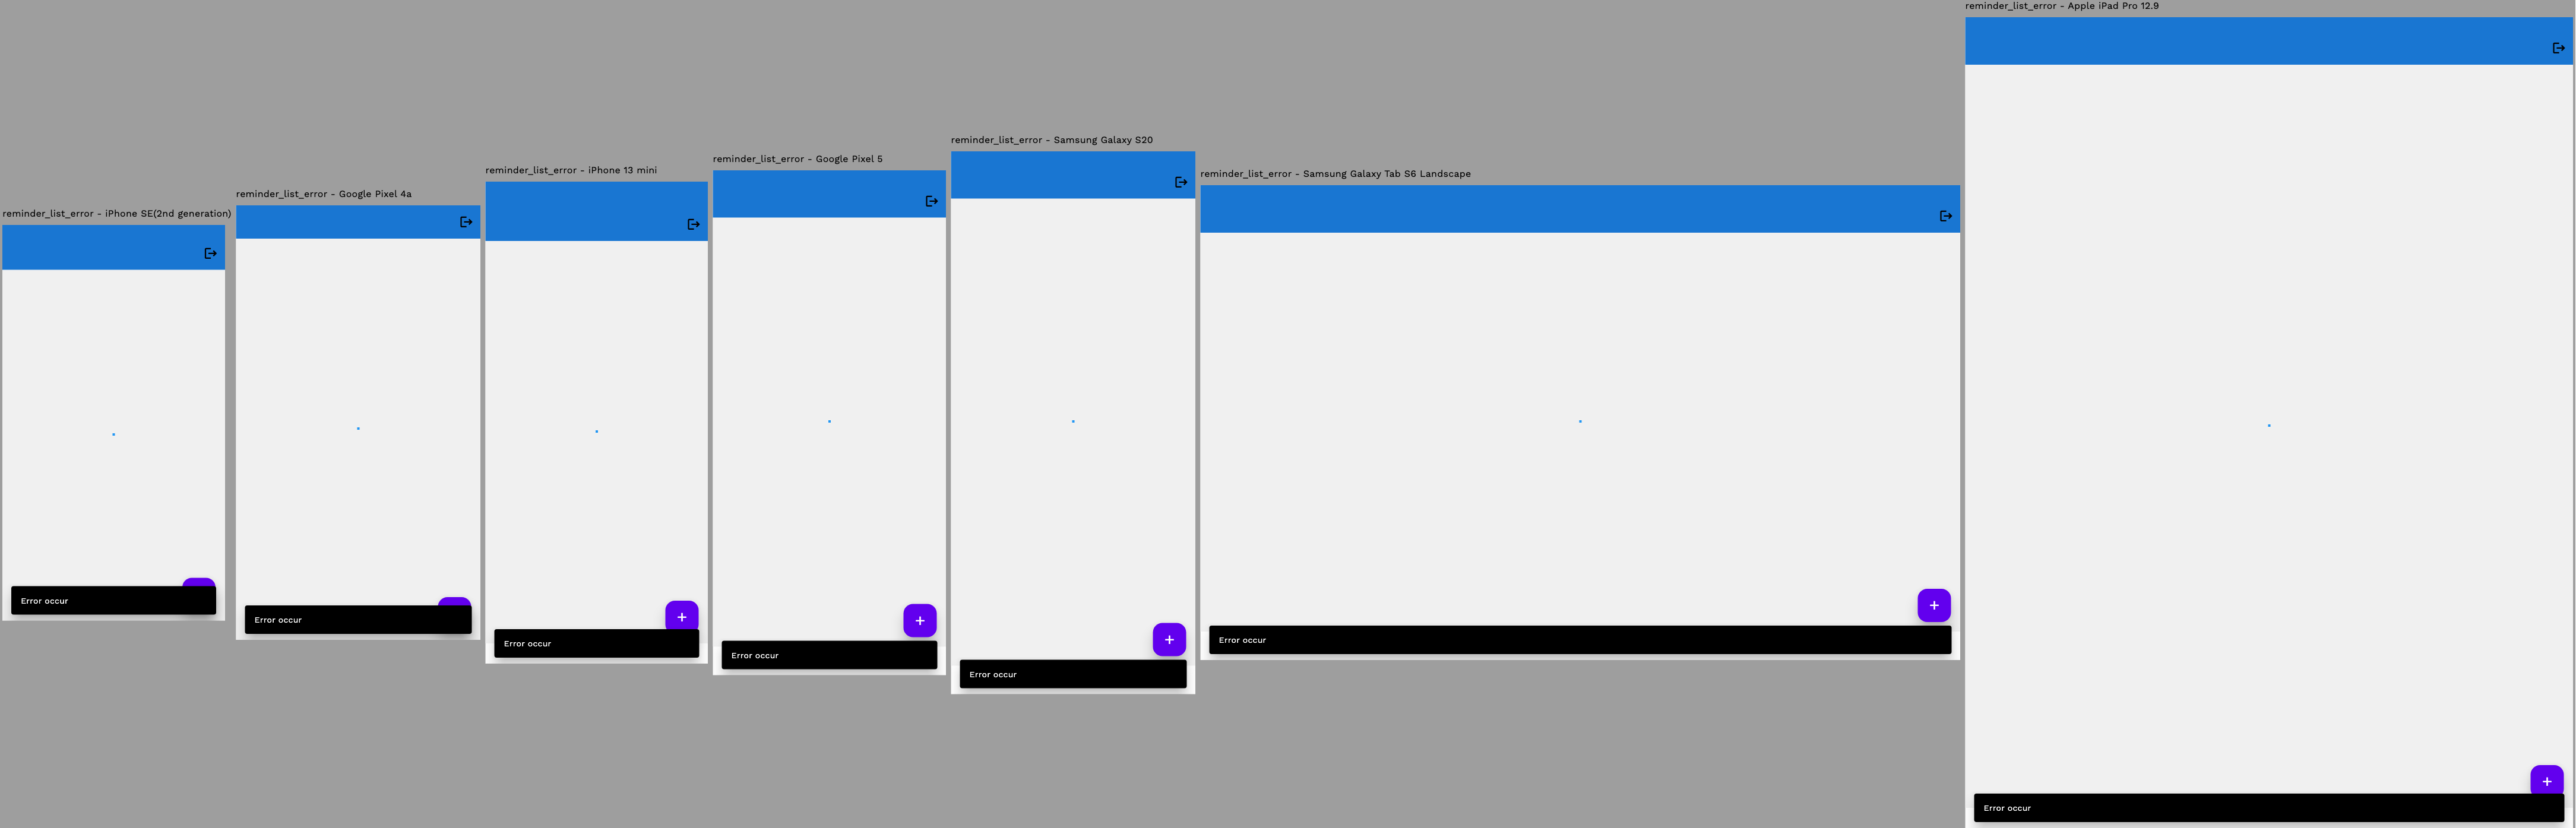 reminder_list_error - iPhone SE(2nd generation)
Error occur
reminder_list_error - Google Pixel 4a
Error occur
reminder_list_error - iPhone 13 mini
Error occur
reminder_list_error - Google Pixel 5
Error occur
reminder_list_error - Samsung Galaxy S20
Error occur
reminder_list_error - Samsung Galaxy Tab S6 Landscape
Error occur
reminder_list_error - Apple iPad Pro 12.9
Error occur